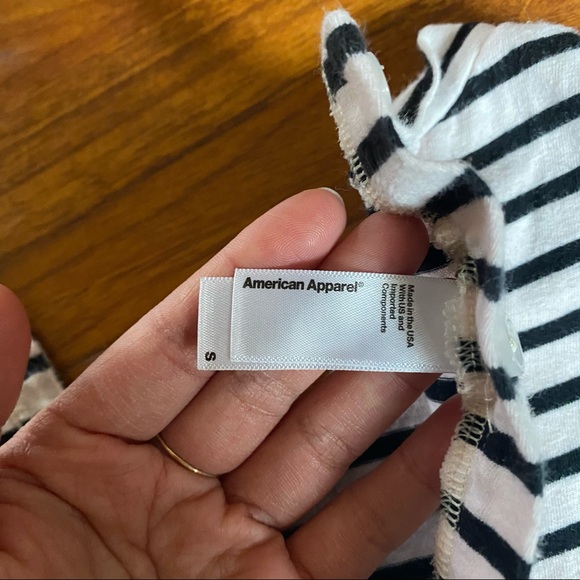 American Apparel®
Made in the USA
With US and
Imported
Components
S